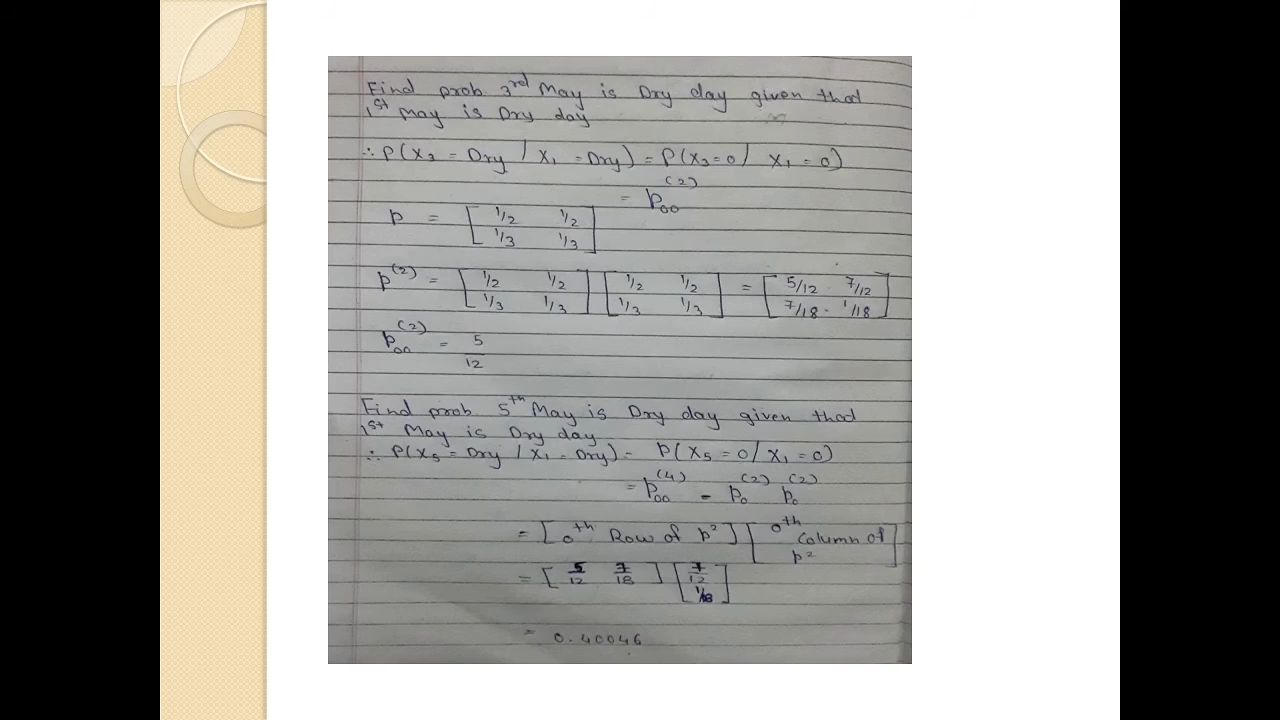 Find prob 3rd May is Dry day given that
1st May is Dry day
∴ P(X3 = Dry / X1 = Dry) = P(X3=0 / X1=0)
= p00(2)
p = [1/2 1/2
1/3 1/3]
p(2) = [1/2 1/2 ] [1/2 1/2 ] = [5/12 7/12
1/3 1/3] [1/3 1/3] [7/18 . 1/18]
p00(2) = 5/12
Find prob 5th May is Dry day given that
1st May is Dry day
∴ P(X5 = Dry / X1 = Dry) = P(X5=0/X1=0)
= p00(4) = p0(2) p0(2)
= [0th Row of p2] [0th Column of p2]
= [5/12 7/18] [7/12
1/18]
= 0.40046